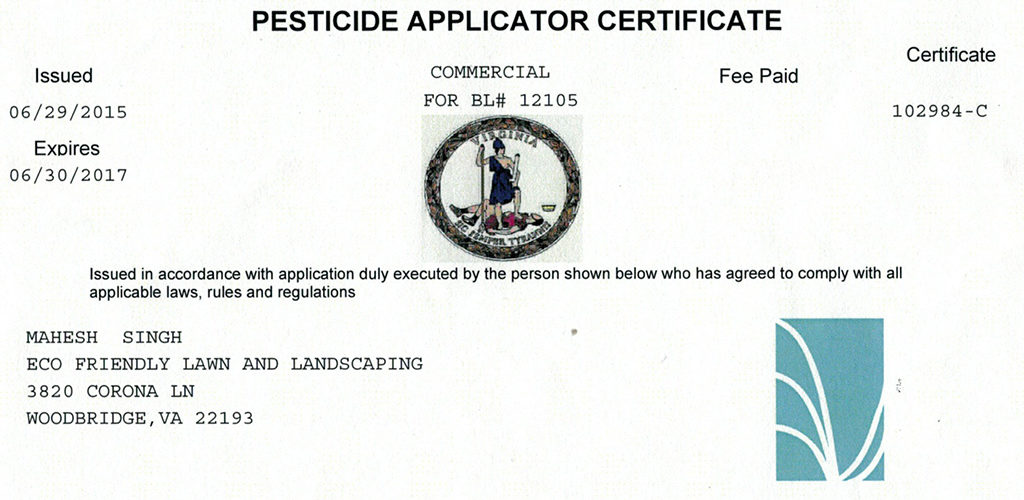 PESTICIDE APPLICATOR CERTIFICATE
Certificate
Issued
COMMERCIAL
Fee Paid
06/29/2015
FOR BL# 12105
102984-C
Expires
06/30/2017
VIRGINIA
SIC SEMPER TYRANNIS
Issued in accordance with application duly executed by the person shown below who has agreed to comply with all
applicable laws, rules and regulations
MAHESH SINGH
ECO FRIENDLY LAWN AND LANDSCAPING
3820 CORONA LN
WOODBRIDGE,VA 22193